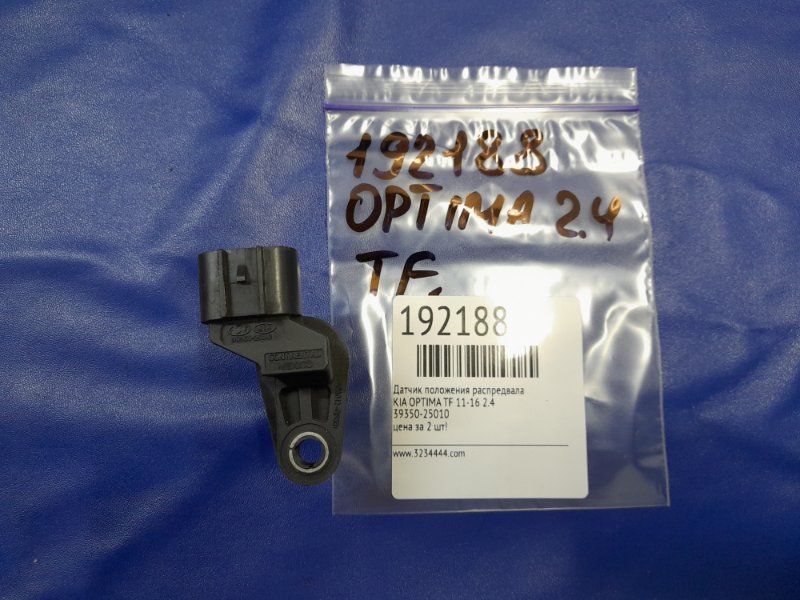 192188
OPTIMA 2.4
TF.
192188
Датчик положения распредвала
KIA OPTIMA TF 11-16 2.4
39350-25010
цена за 2 шт!
www.3234444.com